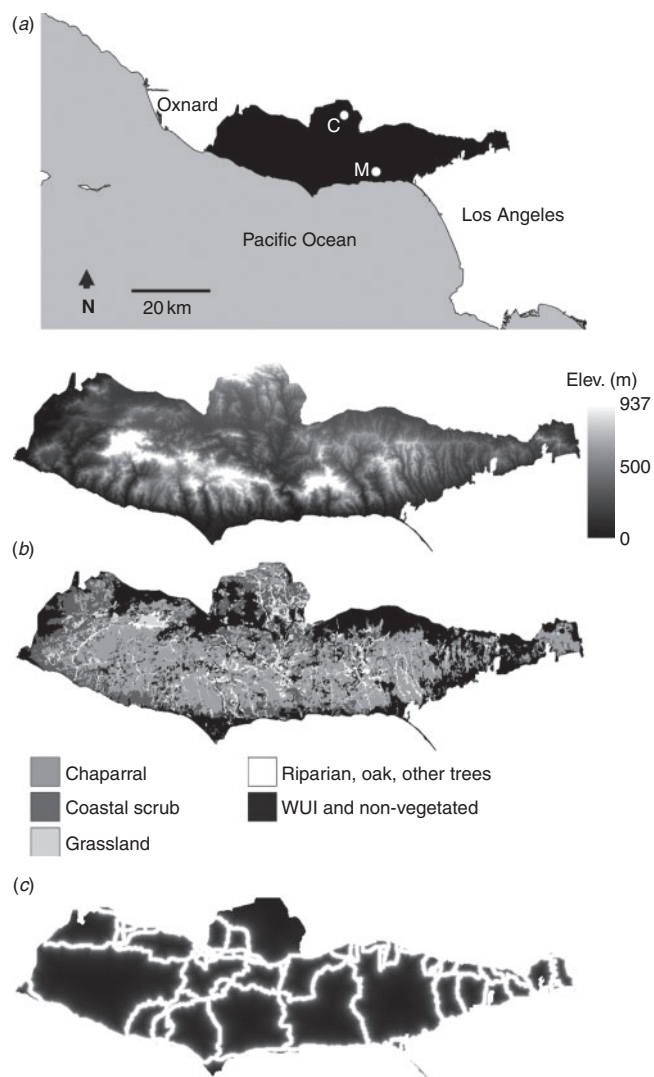 (a)
Oxnard
C
M
Los Angeles
Pacific Ocean
N
20 km
Elev. (m)
937
500
0
(b)
Chaparral
Riparian, oak, other trees
Coastal scrub
WUI and non-vegetated
Grassland
(c)